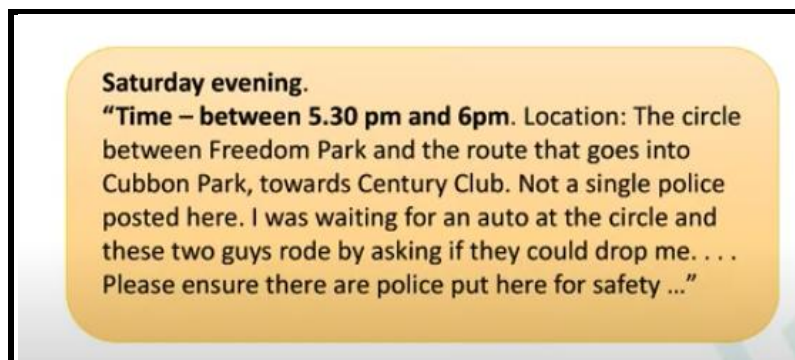 Saturday evening.
“Time – between 5.30 pm and 6pm. Location: The circle
between Freedom Park and the route that goes into
Cubbon Park, towards Century Club. Not a single police
posted here. I was waiting for an auto at the circle and
these two guys rode by asking if they could drop me. . . .
Please ensure there are police put here for safety ...”